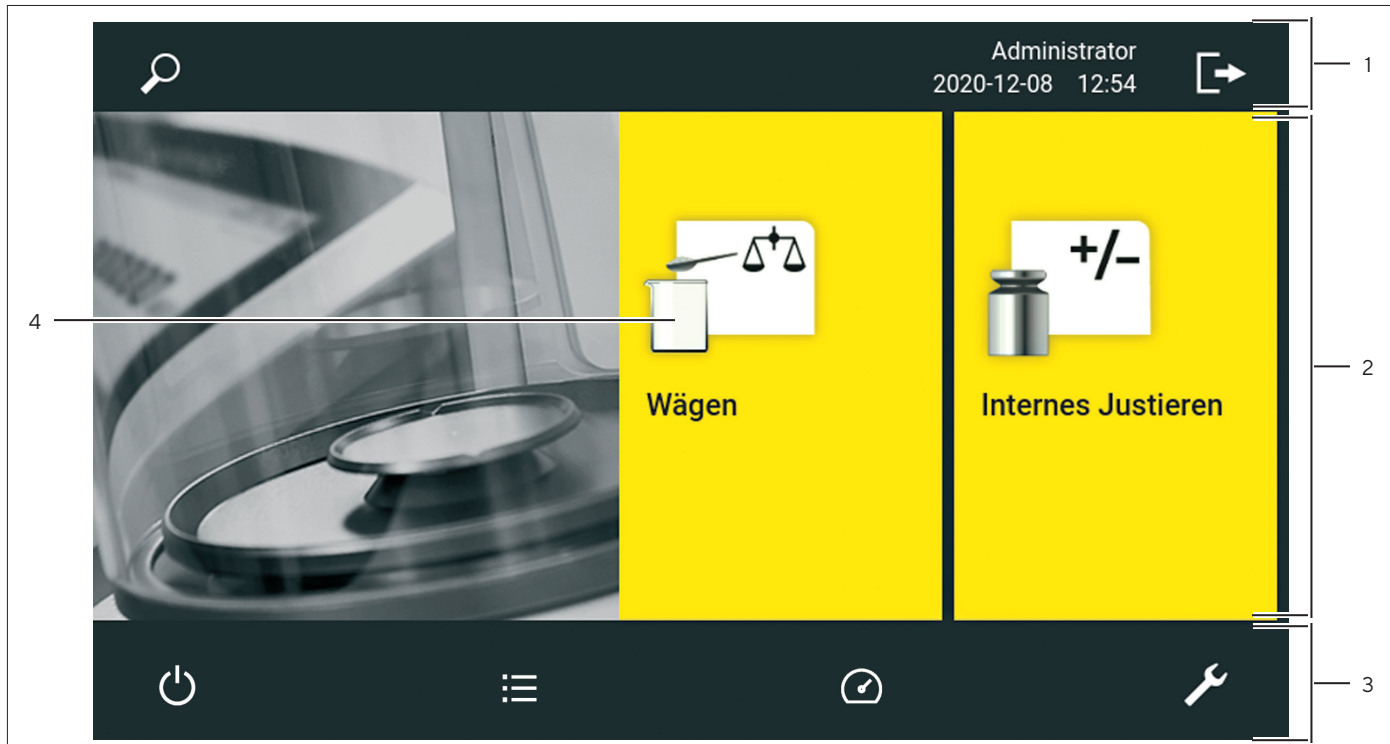 Administrator
2020-12-08 12:54
1
2
3
4
+/-
Wägen
Internes Justieren